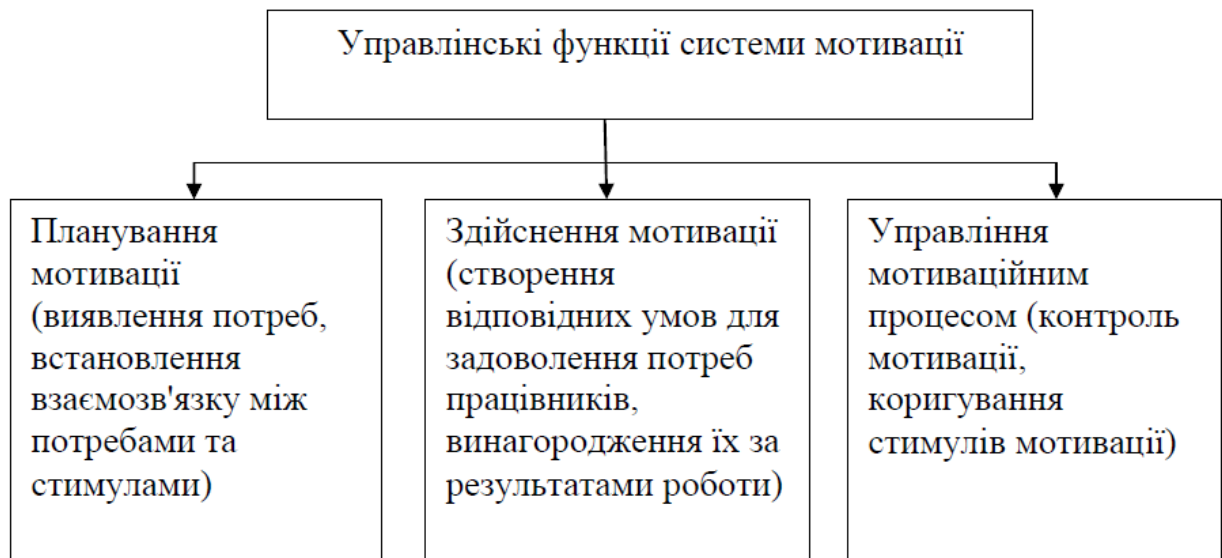 Управлінські функції системи мотивації
Планування
мотивації
(виявлення потреб,
встановлення
взаємозв'язку між
потребами та
стимулами)
Здійснення мотивації
(створення
відповідних умов для
задоволення потреб
працівників,
винагородження їх за
результатами роботи)
Управління
мотиваційним
процесом (контроль
мотивації,
коригування
стимулів мотивації)